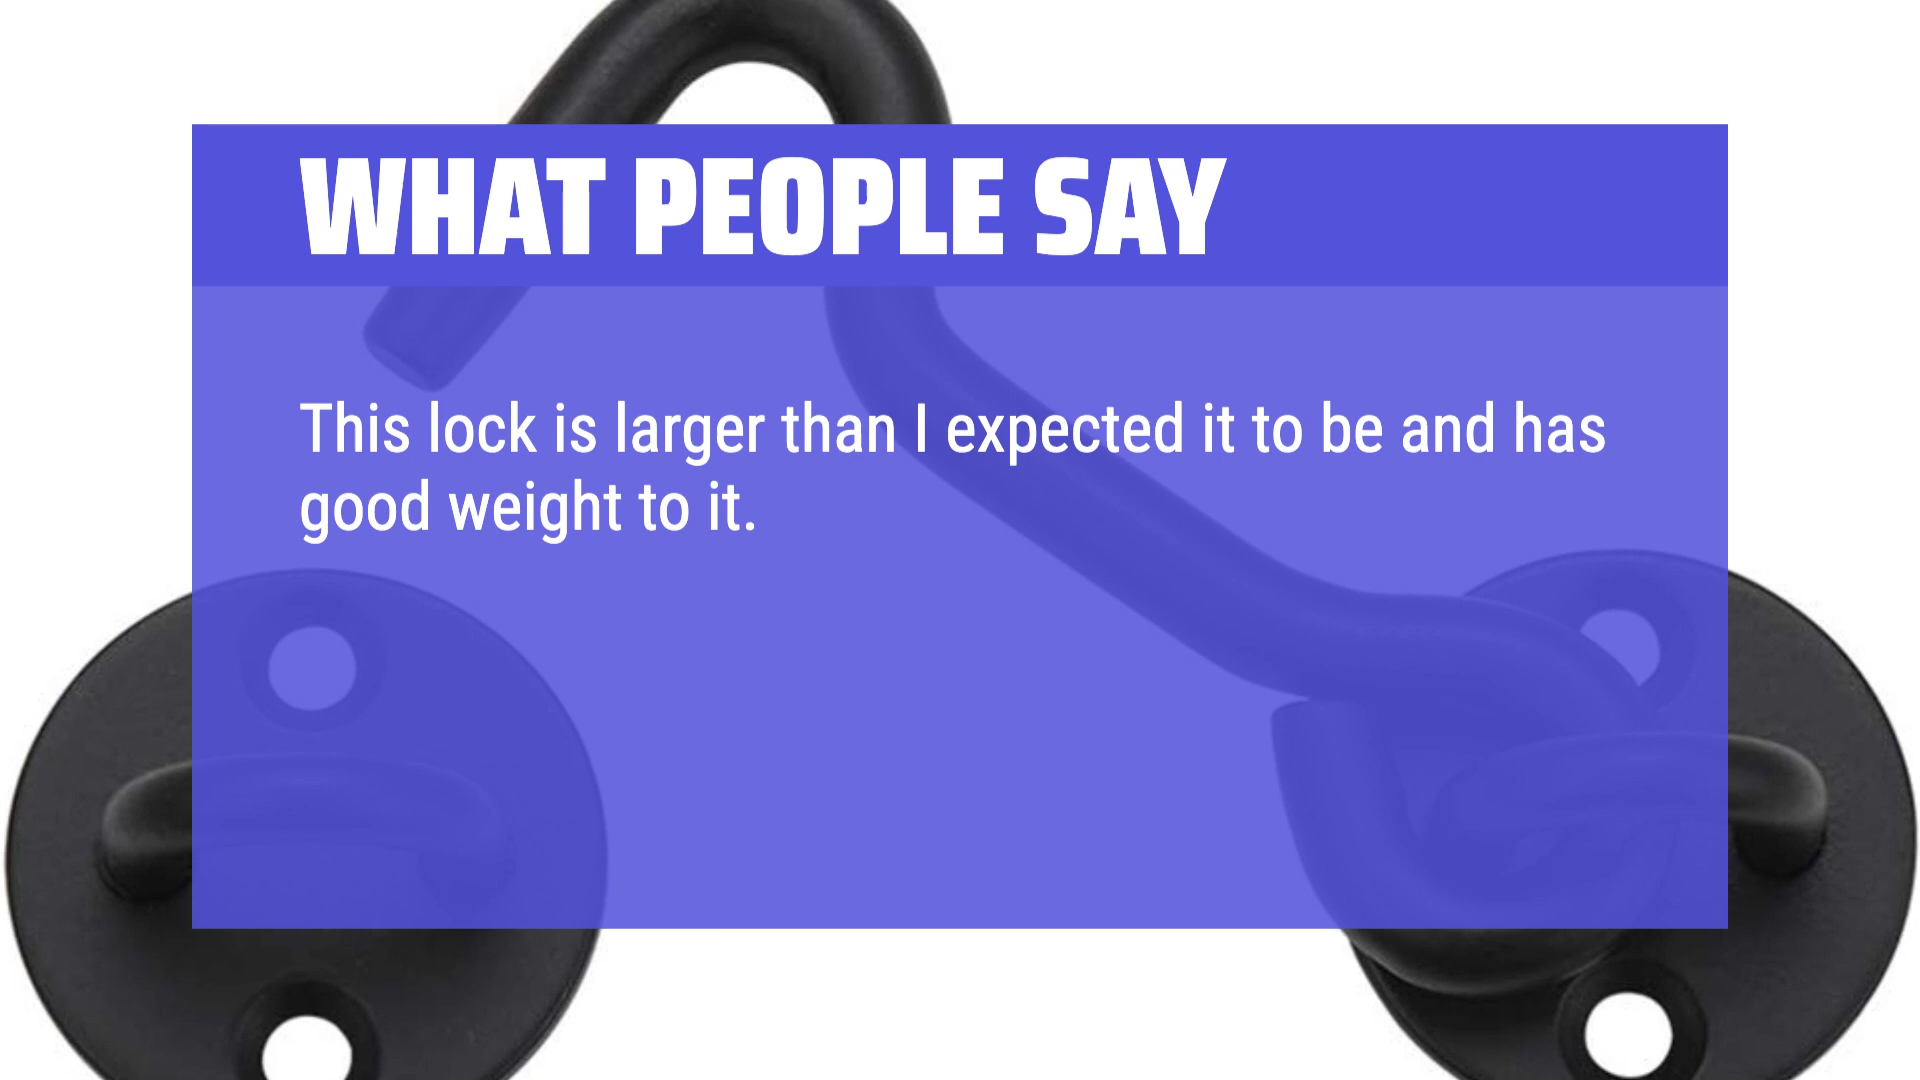 WHAT PEOPLE SAY
This lock is larger than I expected it to be and has
good weight to it.